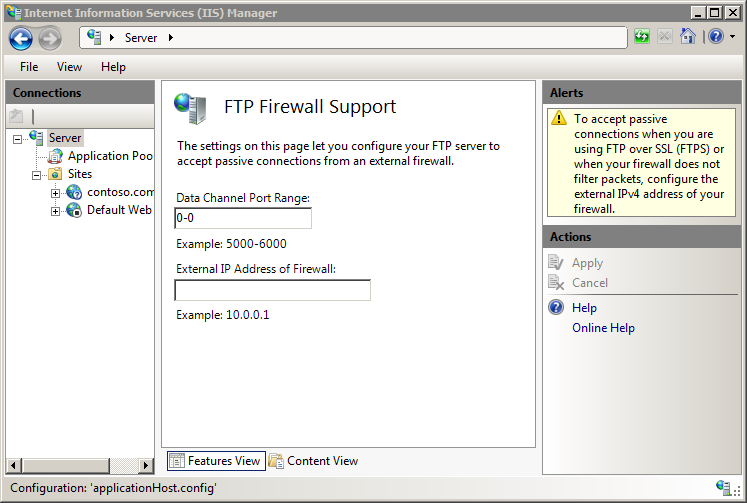 Internet Information Services (IIS) Manager
Server
File View Help
Connections
Server
Application Poo
Sites
contoso.com
Default Web
FTP Firewall Support
The settings on this page let you configure your FTP server to
accept passive connections from an external firewall.
Data Channel Port Range:
0-0
Example: 5000-6000
External IP Address of Firewall:
Example: 10.0.0.1
Features View Content View
Alerts
To accept passive
connections when you are
using FTP over SSL (FTPS) or
when your firewall does not
filter packets, configure the
external IPv4 address of your
firewall.
Actions
Apply
Cancel
Help
Online Help
Configuration: 'applicationHost.config'